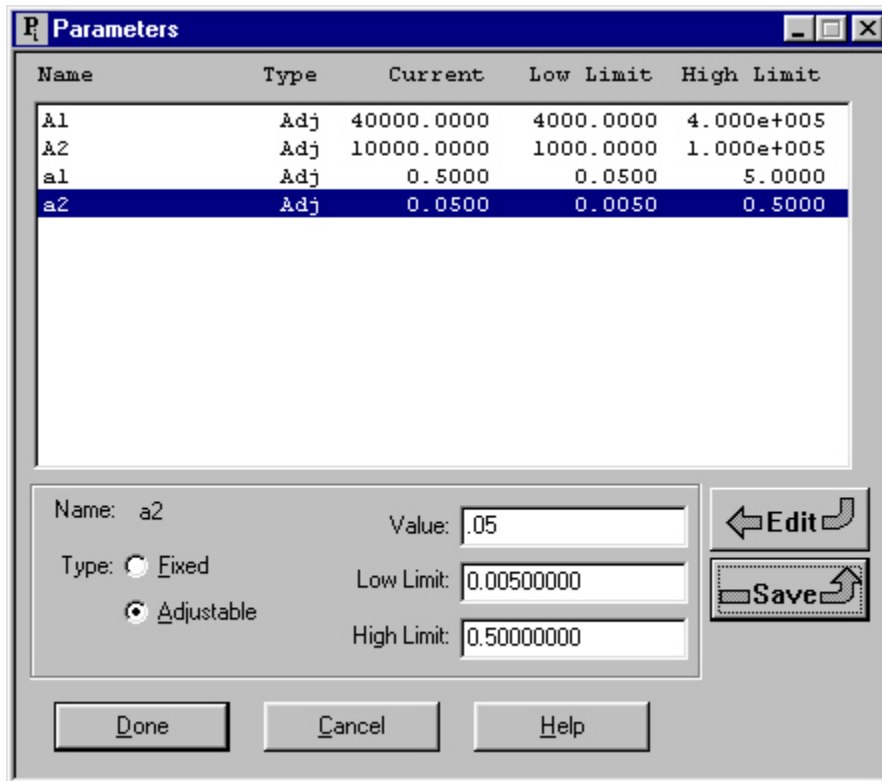 Parameters
Name Type Current Low Limit High Limit
A1 Adj 40000.0000 4000.0000 4.000e+005
A2 Adj 10000.0000 1000.0000 1.000e+005
a1 Adj 0.5000 0.0500 5.0000
a2 Adj 0.0500 0.0050 0.5000
Name: a2
Value: .05
Type: Fixed
Adjustable
Low Limit: 0.00500000
High Limit: 0.50000000
Edit
Save
Done Cancel Help